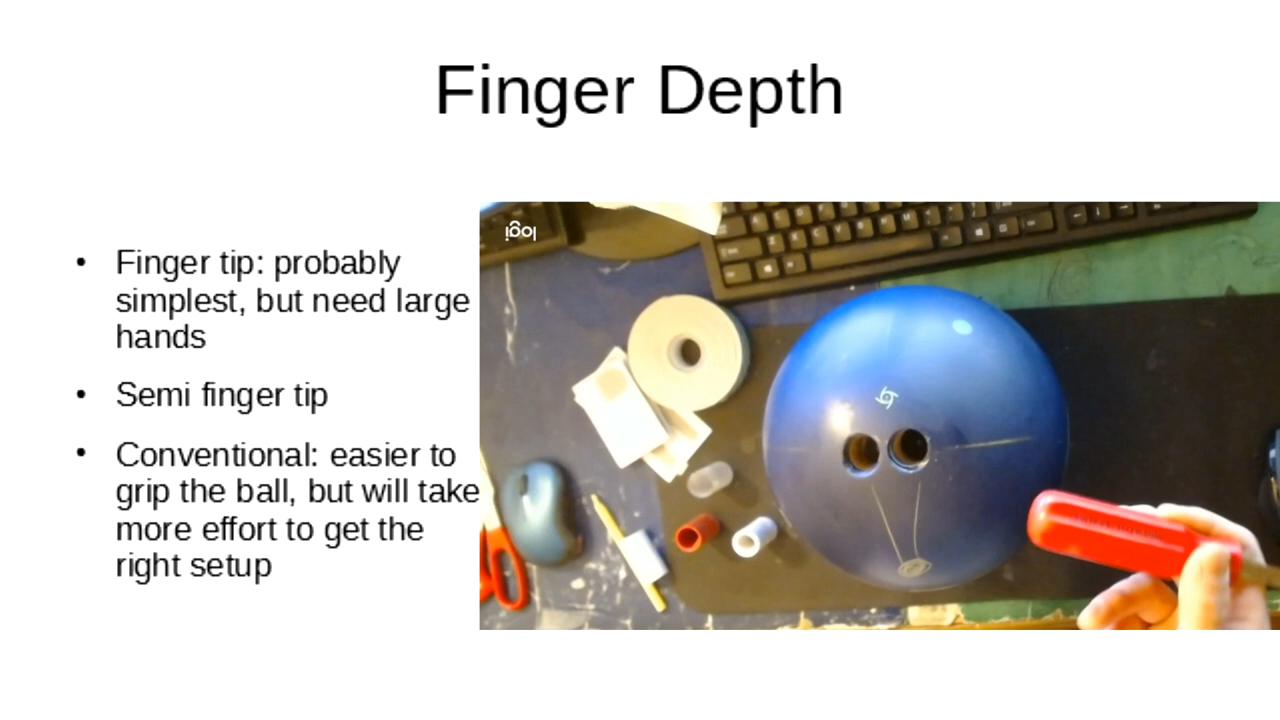 Finger Depth
Finger tip: probably
simplest, but need large
hands
Semi finger tip
Conventional: easier to
grip the ball, but will take
more effort to get the
right setup
logi